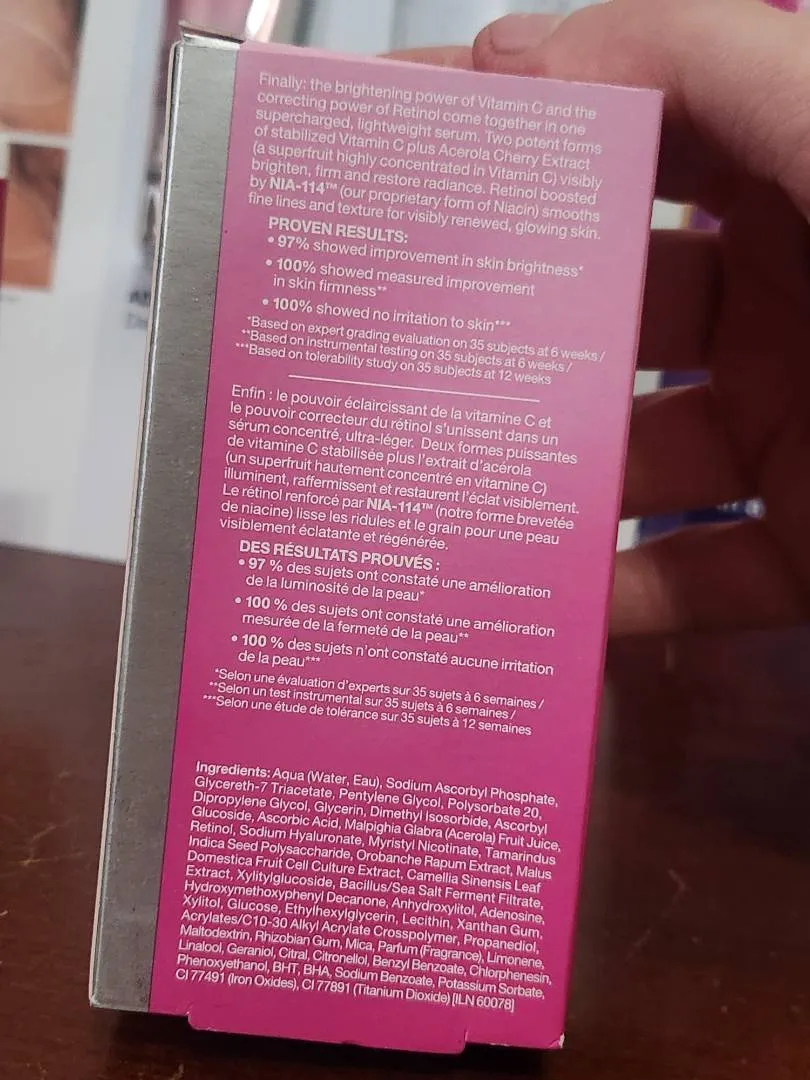 Finally: the brightening power of Vitamin C and the
correcting power of Retinol come together in one
supercharged, lightweight serum. Two potent forms
of stabilized Vitamin C plus Acerola Cherry Extract
(a superfruit highly concentrated in Vitamin C) visibly
brighten, firm and restore radiance. Retinol boosted
by NIA-114™ (our proprietary form of Niacin) smooths
fine lines and texture for visibly renewed, glowing skin.
PROVEN RESULTS:
• 97% showed improvement in skin brightness*
• 100% showed measured improvement
in skin firmness**
• 100% showed no irritation to skin***
*Based on expert grading evaluation on 35 subjects at 6 weeks /
**Based on instrumental testing on 35 subjects at 6 weeks /
***Based on tolerability study on 35 subjects at 12 weeks
Enfin : le pouvoir éclaircissant de la vitamine C et
le pouvoir correcteur du rétinol s'unissent dans un
sérum concentré, ultra-léger. Deux formes puissantes
de vitamine C stabilisée plus l'extrait d'acérola
(un superfruit hautement concentré en vitamine C)
illuminent, raffermissent et restaurent l'éclat visiblement.
Le rétinol renforcé par NIA-114™ (notre forme brevetée
de niacine) lisse les ridules et le grain pour une peau
visiblement éclatante et régénérée.
DES RÉSULTATS PROUVÉS :
• 97 % des sujets ont constaté une amélioration
de la luminosité de la peau*
• 100 % des sujets ont constaté une amélioration
mesurée de la fermeté de la peau**
• 100 % des sujets n'ont constaté aucune irritation
de la peau***
*Selon une évaluation d'experts sur 35 sujets à 6 semaines /
**Selon un test instrumental sur 35 sujets à 6 semaines /
***Selon une étude de tolérance sur 35 sujets à 12 semaines
Ingredients: Aqua (Water, Eau), Sodium Ascorbyl Phosphate,
Glycereth-7 Triacetate, Pentylene Glycol, Polysorbate 20,
Dipropylene Glycol, Glycerin, Dimethyl Isosorbide, Ascorbyl
Glucoside, Ascorbic Acid, Malpighia Glabra (Acerola) Fruit Juice,
Retinol, Sodium Hyaluronate, Myristyl Nicotinate, Tamarindus
Indica Seed Polysaccharide, Orobanche Rapum Extract, Malus
Domestica Fruit Cell Culture Extract, Camellia Sinensis Leaf
Extract, Xylitylglucoside, Bacillus/Sea Salt Ferment Filtrate,
Hydroxymethoxyphenyl Decanone, Anhydroxylitol, Adenosine,
Xylitol, Glucose, Ethylhexylglycerin, Lecithin, Xanthan Gum,
Acrylates/C10-30 Alkyl Acrylate Crosspolymer, Propanediol,
Maltodextrin, Rhizobian Gum, Mica, Parfum (Fragrance), Limonene,
Linalool, Geraniol, Citral, Citronellol, Benzyl Benzoate, Chlorphenesin,
Phenoxyethanol, BHT, BHA, Sodium Benzoate, Potassium Sorbate,
CI 77491 (Iron Oxides), CI 77891 (Titanium Dioxide) [ILN 60078]